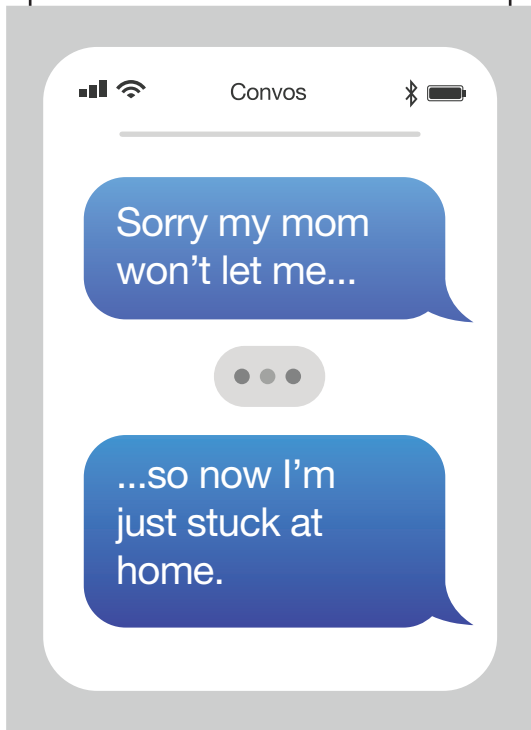 Convos
Sorry my mom
won’t let me...
...so now I’m
just stuck at
home.